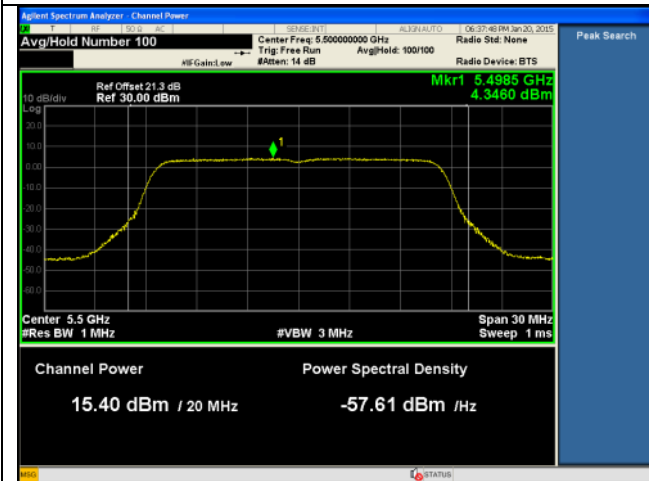 Agilent Spectrum Analyzer - Channel Power
T RF 50 Ω AC SENSE:INT ALIGN AUTO 06:37:48 PM Jan 20, 2015
Avg/Hold Number 100
Center Freq: 5.500000000 GHz Radio Std: None
Trig: Free Run Avg|Hold: 100/100
#IFGain:Low #Atten: 14 dB Radio Device: BTS
Peak Search
Ref Offset 21.3 dB Mkr1 5.4985 GHz
10 dB/div Ref 30.00 dBm 4.3460 dBm
Log
20.0
10.0
1
0.00
-10.0
-20.0
-30.0
-40.0
-60.0
Center 5.5 GHz Span 30 MHz
#Res BW 1 MHz #VBW 3 MHz Sweep 1 ms
Channel Power Power Spectral Density
15.40 dBm / 20 MHz -57.61 dBm /Hz
MSG STATUS